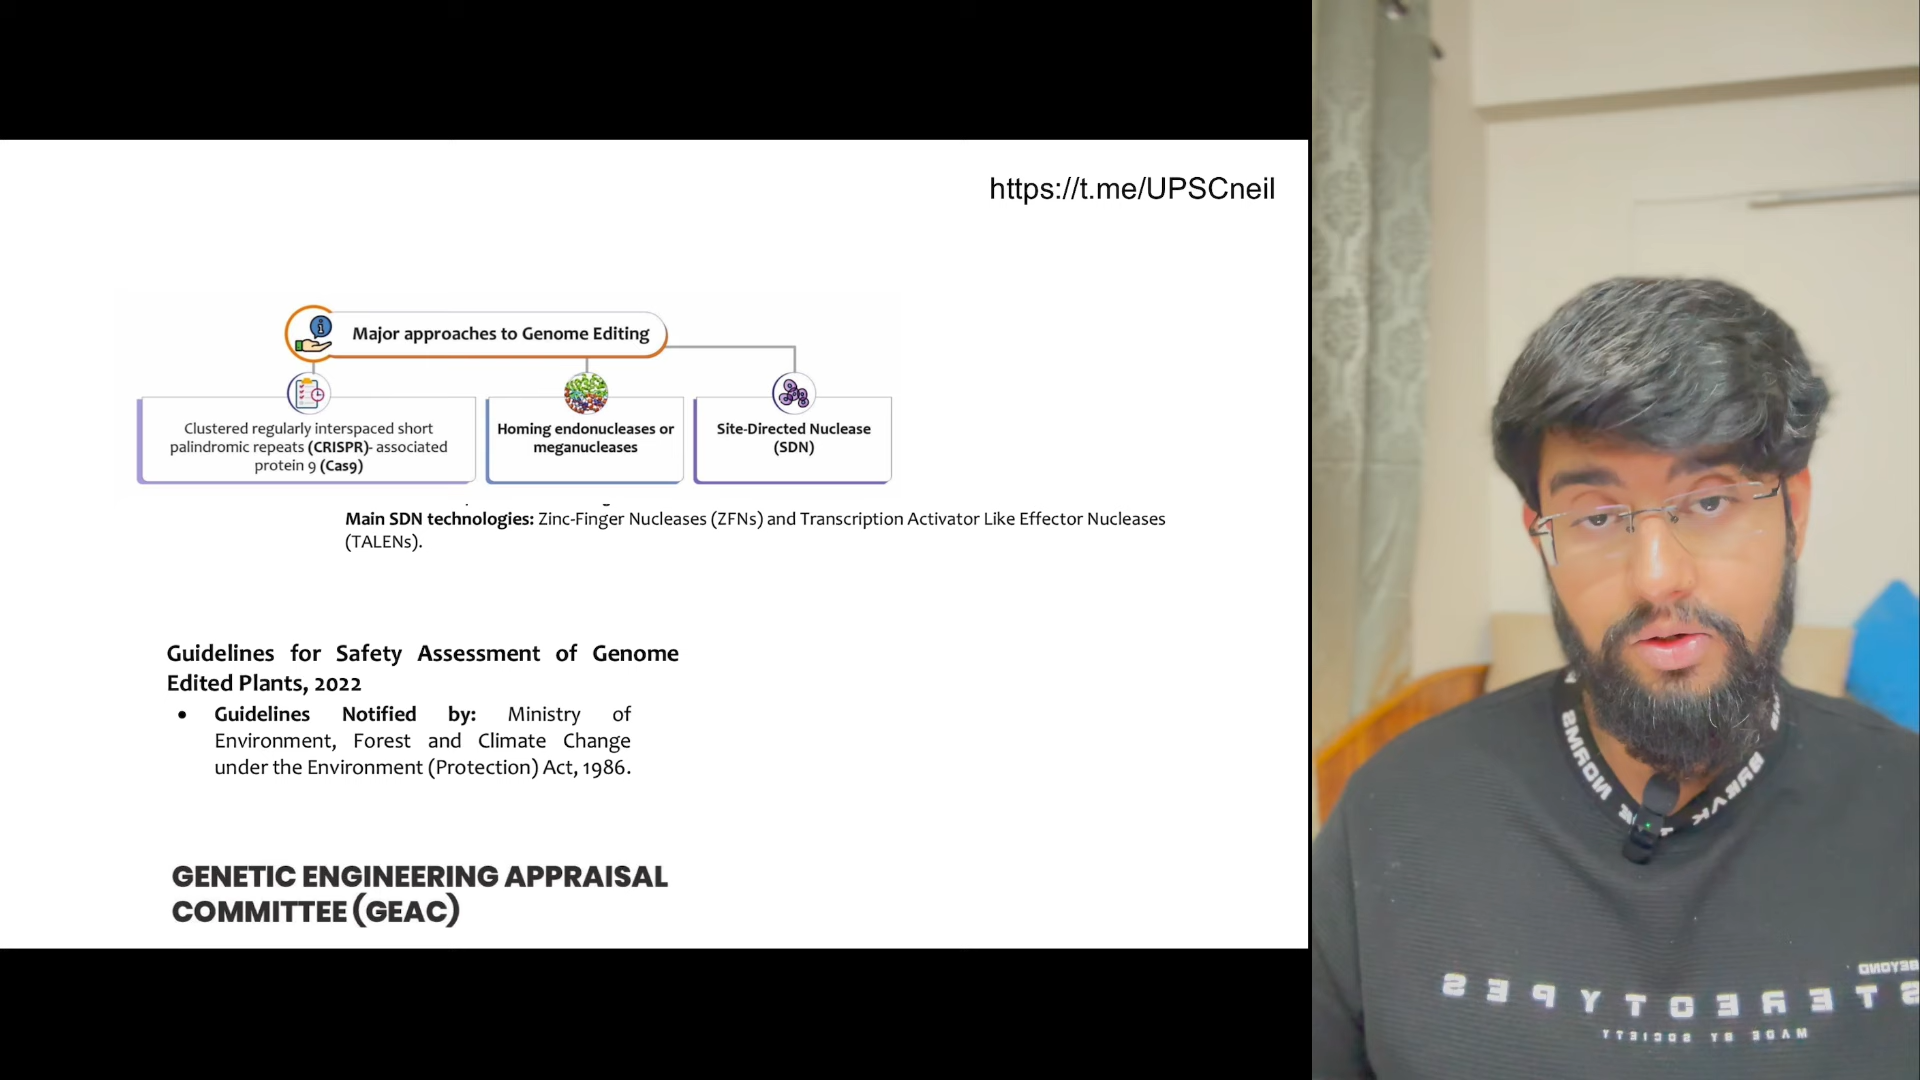 https://t.me/UPSCneil
Major approaches to Genome Editing
Clustered regularly interspaced short
palindromic repeats (CRISPR)- associated
protein 9 (Cas9)
Homing endonucleases or
meganucleases
Site-Directed Nuclease
(SDN)
Main SDN technologies: Zinc-Finger Nucleases (ZFNs) and Transcription Activator Like Effector Nucleases
(TALENs).
Guidelines for Safety Assessment of Genome
Edited Plants, 2022
• Guidelines Notified by: Ministry of
Environment, Forest and Climate Change
under the Environment (Protection) Act, 1986.
GENETIC ENGINEERING APPRAISAL
COMMITTEE (GEAC)
NORMS
BREAK
BEYOND
STEREOTYPES
MADE BY SOCIETY